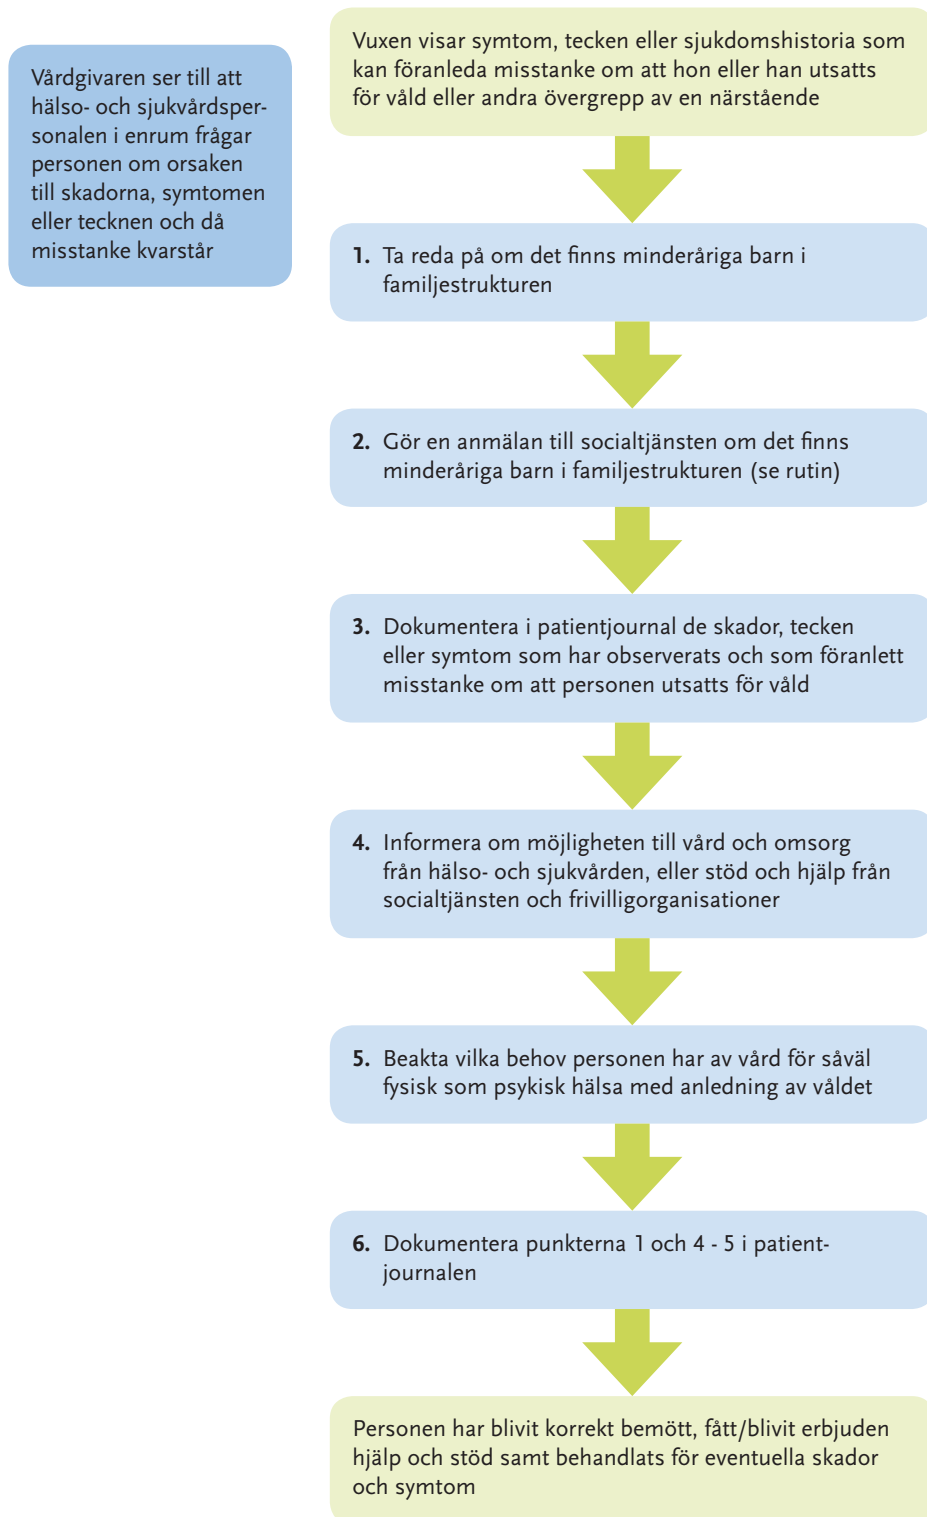 Vårdgivaren ser till att
hälso- och sjukvårdsper-
sonalen i enrum frågar
personen om orsaken
till skadorna, symtomen
eller tecknen och då
misstanke kvarstår
Vuxen visar symtom, tecken eller sjukdomshistoria som
kan föranleda misstanke om att hon eller han utsatts
för våld eller andra övergrepp av en närstående
1. Ta reda på om det finns minderåriga barn i
familjestrukturen
2. Gör en anmälan till socialtjänsten om det finns
minderåriga barn i familjestrukturen (se rutin)
3. Dokumentera i patientjournal de skador, tecken
eller symtom som har observerats och som föranlett
misstanke om att personen utsatts för våld
4. Informera om möjligheten till vård och omsorg
från hälso- och sjukvården, eller stöd och hjälp från
socialtjänsten och frivilligorganisationer
5. Beakta vilka behov personen har av vård för såväl
fysisk som psykisk hälsa med anledning av våldet
6. Dokumentera punkterna 1 och 4 - 5 i patient-
journalen
Personen har blivit korrekt bemött, fått/blivit erbjuden
hjälp och stöd samt behandlats för eventuella skador
och symtom